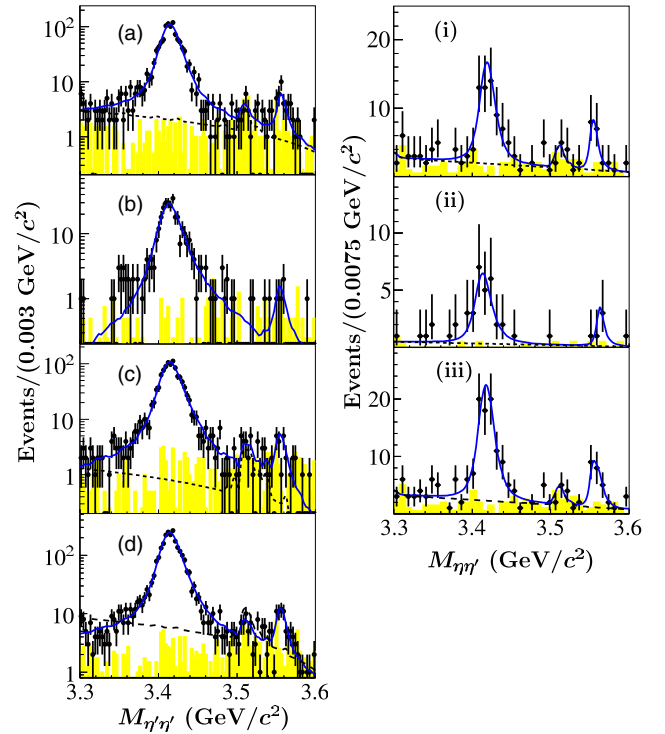 Events/(0.003 GeV/c²)
(a)
10²
10
1
(b)
10
1
(c)
10²
10
1
(d)
10²
10
1
3.3 3.4 3.5 3.6
M_{η′η′} (GeV/c²)
Events/(0.0075 GeV/c²)
(i)
20
10
(ii)
10
5
(iii)
20
10
3.3 3.4 3.5 3.6
M_{ηη′} (GeV/c²)